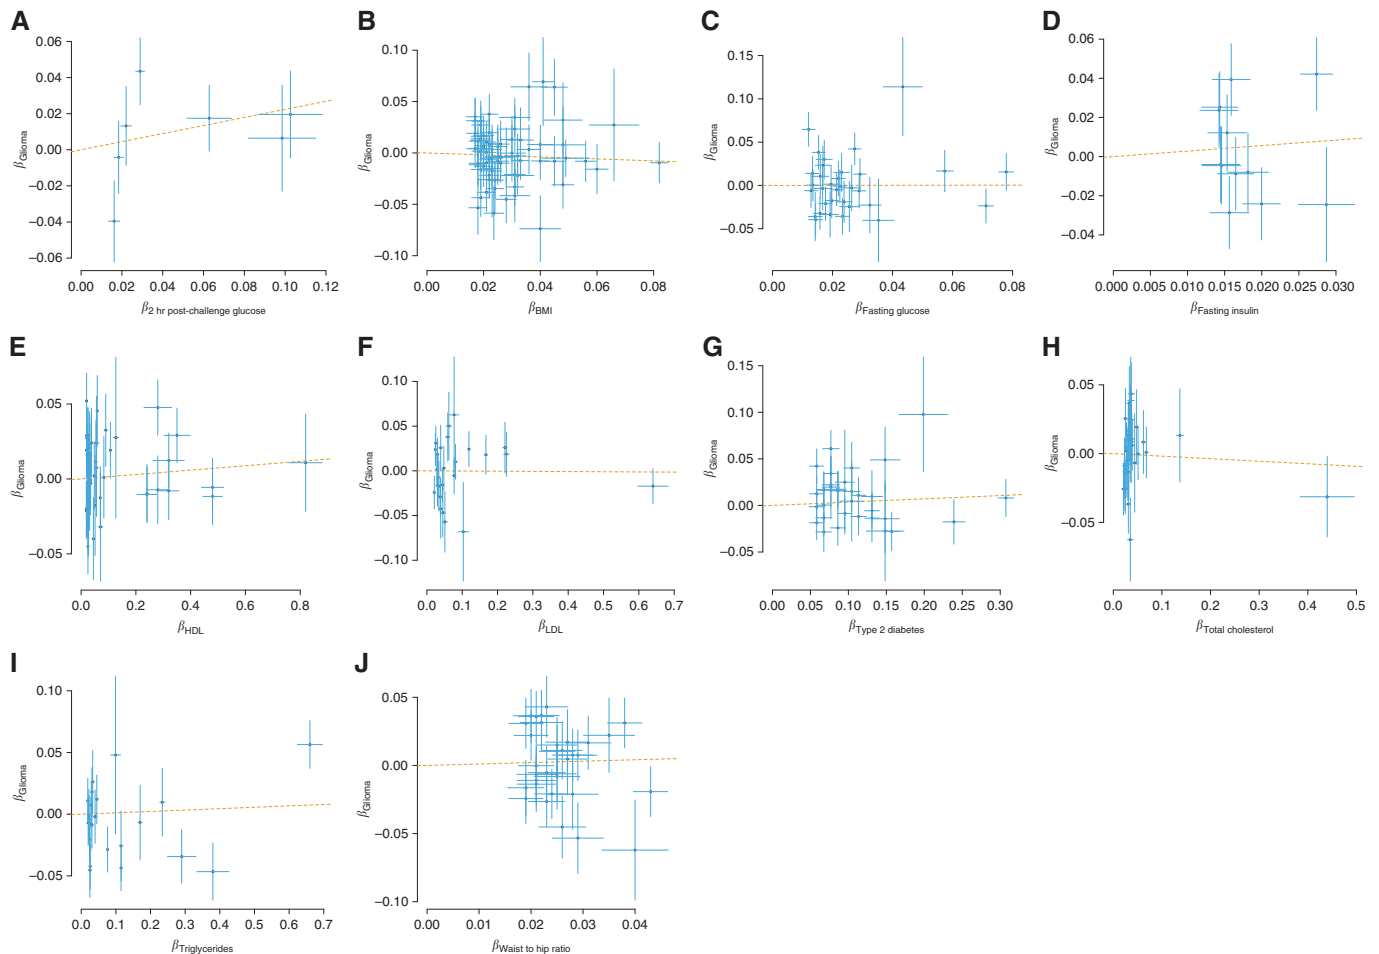 A B C D
0.06
0.04
0.02
0.00
−0.02
−0.04
−0.06
βGlioma
0.00 0.02 0.04 0.06 0.08 0.10 0.12
β2 hr post-challenge glucose
0.10
0.05
0.00
−0.05
−0.10
βGlioma
0.00 0.02 0.04 0.06 0.08
βBMI
0.15
0.10
0.05
0.00
−0.05
βGlioma
0.00 0.02 0.04 0.06 0.08
βFasting glucose
0.06
0.04
0.02
0.00
−0.02
−0.04
βGlioma
0.000 0.005 0.010 0.015 0.020 0.025 0.030
βFasting insulin
E F G H
0.05
0.00
−0.05
βGlioma
0.0 0.2 0.4 0.6 0.8
βHDL
0.10
0.05
0.00
−0.05
−0.10
βGlioma
0.0 0.1 0.2 0.3 0.4 0.5 0.6 0.7
βLDL
0.15
0.10
0.05
0.00
−0.05
βGlioma
0.00 0.05 0.10 0.15 0.20 0.25 0.30
βType 2 diabetes
0.05
0.00
−0.05
βGlioma
0.0 0.1 0.2 0.3 0.4 0.5
βTotal cholesterol
I J
0.10
0.05
0.00
−0.05
βGlioma
0.0 0.1 0.2 0.3 0.4 0.5 0.6 0.7
βTriglycerides
0.05
0.00
−0.05
−0.10
βGlioma
0.00 0.01 0.02 0.03 0.04
βWaist to hip ratio